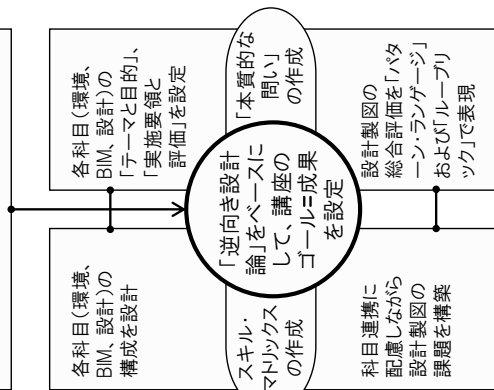 各科目(環境、
BIM、設計)の
構成を設計
各科目(環境、
BIM、設計)の
「テーマと目的」、
「実施要領と
評価」を設定
スキル・
マトリックス
の作成
「逆向き設計
論」をベースに
して、講座の
ゴール=成果
を設定
「本質的な
問い」
の作成
科目連携に
配慮しながら
設計製図の
課題を構築
設計製図の
総合評価を「パタ
ーン・ランゲージ」
および「ルーブリ
ック」で表現